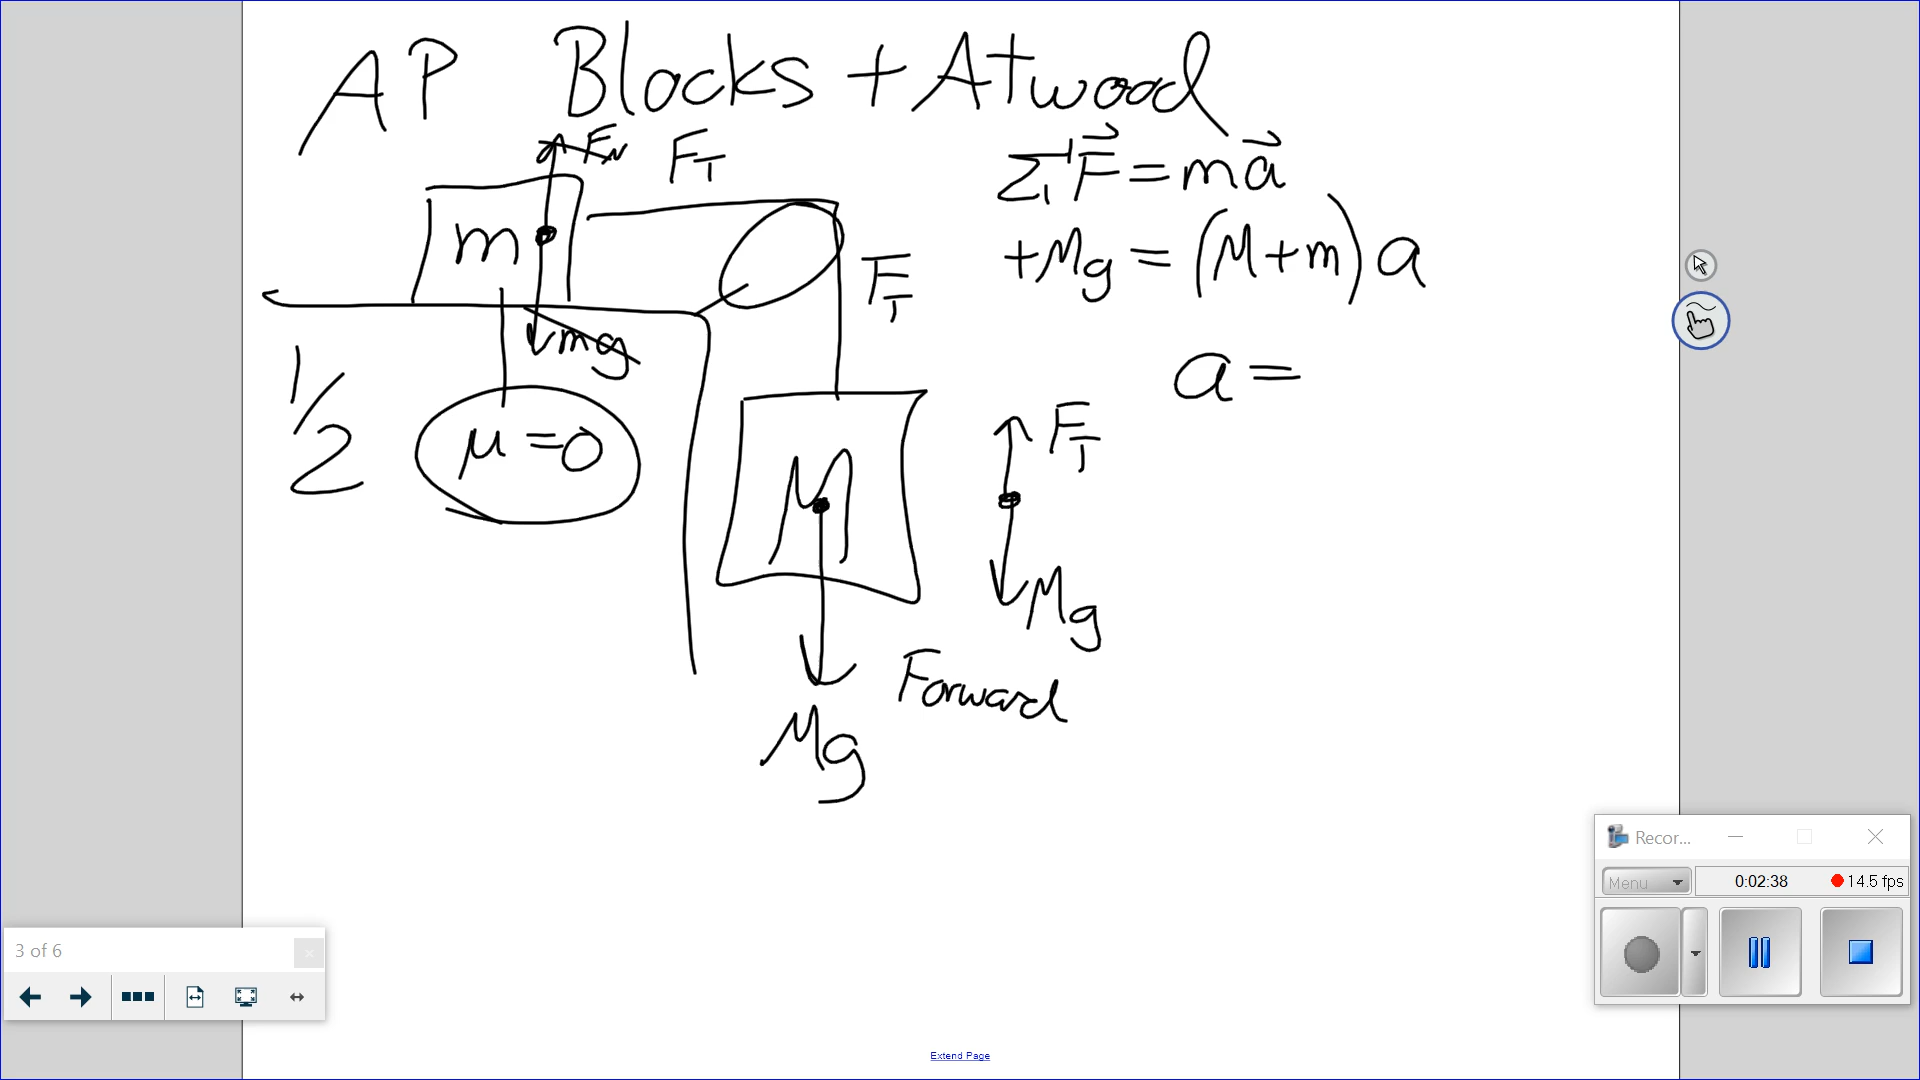 AP Blocks + Atwood
F_N
F_T
ΣF⃗ = ma⃗
m
F_T
+Mg = (M+m) a
mg
a =
1/2
μ = 0
F_T
M
Mg
Forward
Mg
Recor...
Menu
0:02:38
14.5 fps
3 of 6
Extend Page